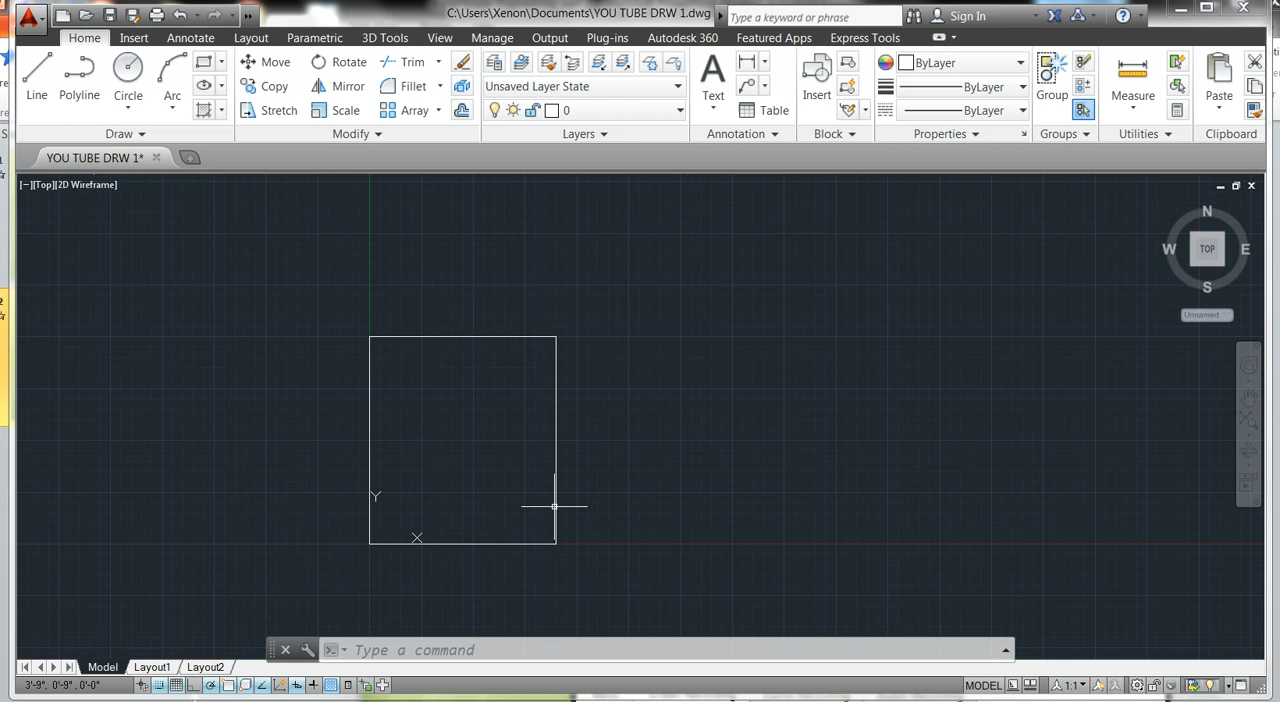 C:\Users\Xenon\Documents\YOU TUBE DRW 1.dwg
Type a keyword or phrase
Sign In
Home Insert Annotate Layout Parametric 3D Tools View Manage Output Plug-ins Autodesk 360 Featured Apps Express Tools
Line Polyline Circle Arc
Move Rotate Trim
Copy Mirror Fillet
Stretch Scale Array
Unsaved Layer State
0
Text
Table
Insert
ByLayer
ByLayer
ByLayer
Group
Measure
Paste
Draw Modify Layers Annotation Block Properties Groups Utilities Clipboard
YOU TUBE DRW 1*
[−][Top][2D Wireframe]
N
W TOP E
S
Unnamed
Y
X
Type a command
Model Layout1 Layout2
3'-9", 0'-9", 0'-0"
MODEL
1:1